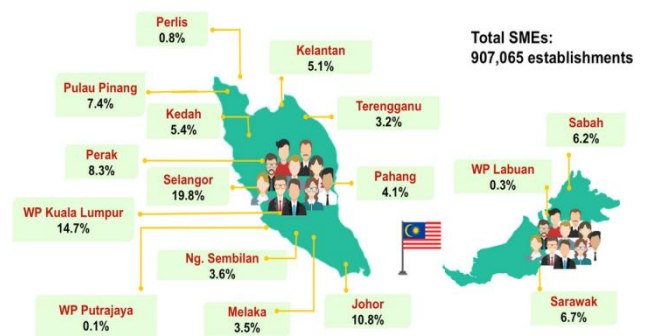 Perlis
0.8%
Kelantan
5.1%
Total SMEs:
907,065 establishments
Pulau Pinang
7.4%
Kedah
5.4%
Terengganu
3.2%
Sabah
6.2%
Perak
8.3%
Selangor
19.8%
Pahang
4.1%
WP Labuan
0.3%
WP Kuala Lumpur
14.7%
Ng. Sembilan
3.6%
WP Putrajaya
0.1%
Melaka
3.5%
Johor
10.8%
Sarawak
6.7%